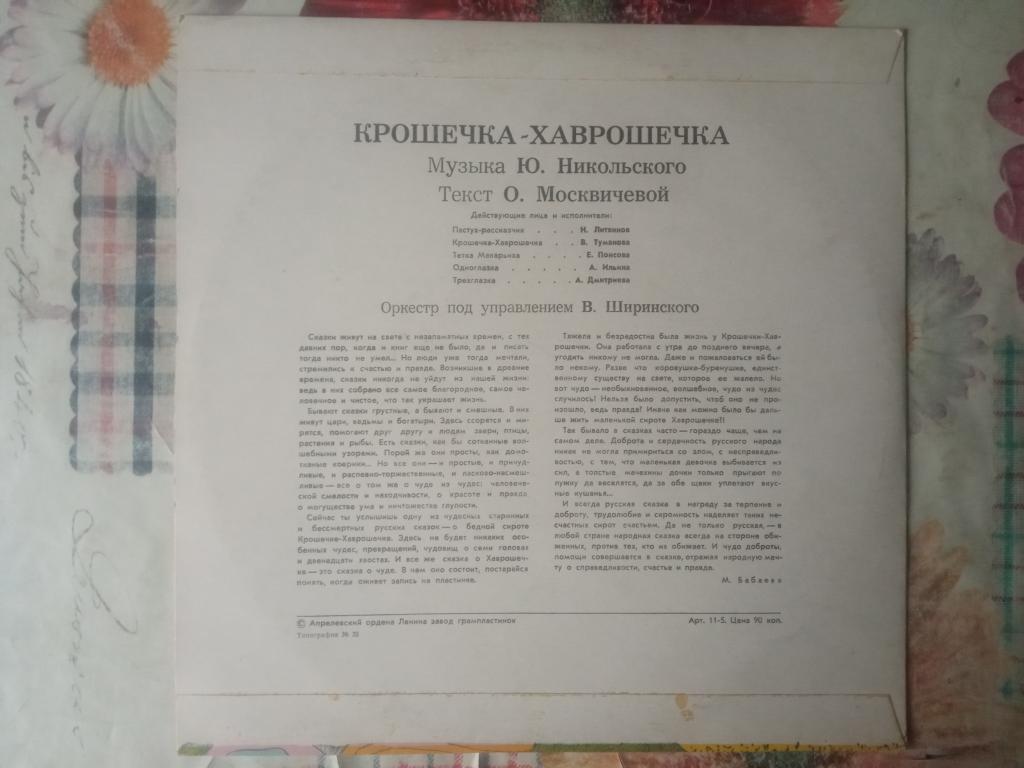 КРОШЕЧКА-ХАВРОШЕЧКА
Музыка Ю. Никольского
Текст О. Москвичевой
Действующие лица и исполнители:
Пастух-рассказчик . . . Н. Литвинов
Крошечка-Хаврошечка . . В. Туманова
Тетка Макарьиха . . . . Е. Понсова
Одноглазка . . . . . А. Ильина
Трехглазка . . . . . А. Дмитриева
Оркестр под управлением В. Ширинского
Сказки живут на свете с незапамятных времен, с тех
давних пор, когда и книг еще не было, да и писать
тогда никто не умел... Но люди уже тогда мечтали,
стремились к счастью и правде. Возникшие в древние
времена, сказки никогда не уйдут из нашей жизни:
ведь в них собрано все самое благородное, самое че-
ловечное и чистое, что так украшает жизнь.
Бывают сказки грустные, а бывают и смешные. В них
живут цари, ведьмы и богатыри. Здесь ссорятся и ми-
рятся, помогают друг другу и людям звери, птицы,
растения и рыбы. Есть сказки, как бы сотканные вол-
шебными узорами. Порой же они просты, как домо-
тканые коврики... Но все они — и простые, и причуд-
ливые, и распевно-торжественные, и ласково-насмеш-
ливые — все о том же о чуде из чудес: человече-
ской смелости и находчивости, о красоте и правде,
о могуществе ума и ничтожестве глупости.
Сейчас ты услышишь одну из чудесных старинных
и бессмертных русских сказок — о бедной сироте
Крошечке-Хаврошечке. Здесь не будет никаких осо-
бенных чудес, превращений, чудовищ о семи головах
и двенадцати хвостах. И все же сказка о Хаврошеч-
ке — это сказка о чуде. В чем оно состоит, постарайся
понять, когда оживет запись на пластинке.
Тяжела и безрадостна была жизнь у Крошечки-Хав-
рошечки. Она работала с утра до позднего вечера, а
угодить никому не могла. Даже и пожаловаться ей бы-
ло некому. Разве что коровушке-буренушке, единст-
венному существу на свете, которое ее жалело. Но
вот чудо — необыкновенное, волшебное, чудо из чудес
случилось! Нельзя было допустить, чтоб оно не про-
изошло, ведь правда? Иначе как можно было бы даль-
ше жить маленькой сироте Хаврошечке?!
Так бывало в сказках часто — гораздо чаще, чем на
самом деле. Доброта и сердечность русского народа
никак не могла примириться со злом, с несправедли-
востью, с тем, что маленькая девочка выбивается из
сил, а толстые мачехины дочки только прыгают по
лужку да веселятся, да за обе щеки уплетают вкус-
ные кушанья...
И всегда русская сказка в награду за терпение и
доброту, трудолюбие и скромность наделяет таких не-
счастных сирот счастьем. Да не только русская, — в
любой стране народная сказка всегда на стороне оби-
женных, против тех, кто их обижает. И чудо доброты,
помощи совершается в сказке, отражая народную меч-
ту о справедливости, счастье и правде.
М. Бабаева
© Апрелевский ордена Ленина завод грампластинок
Арт. 11-5. Цена 90 коп.
Типография № 32